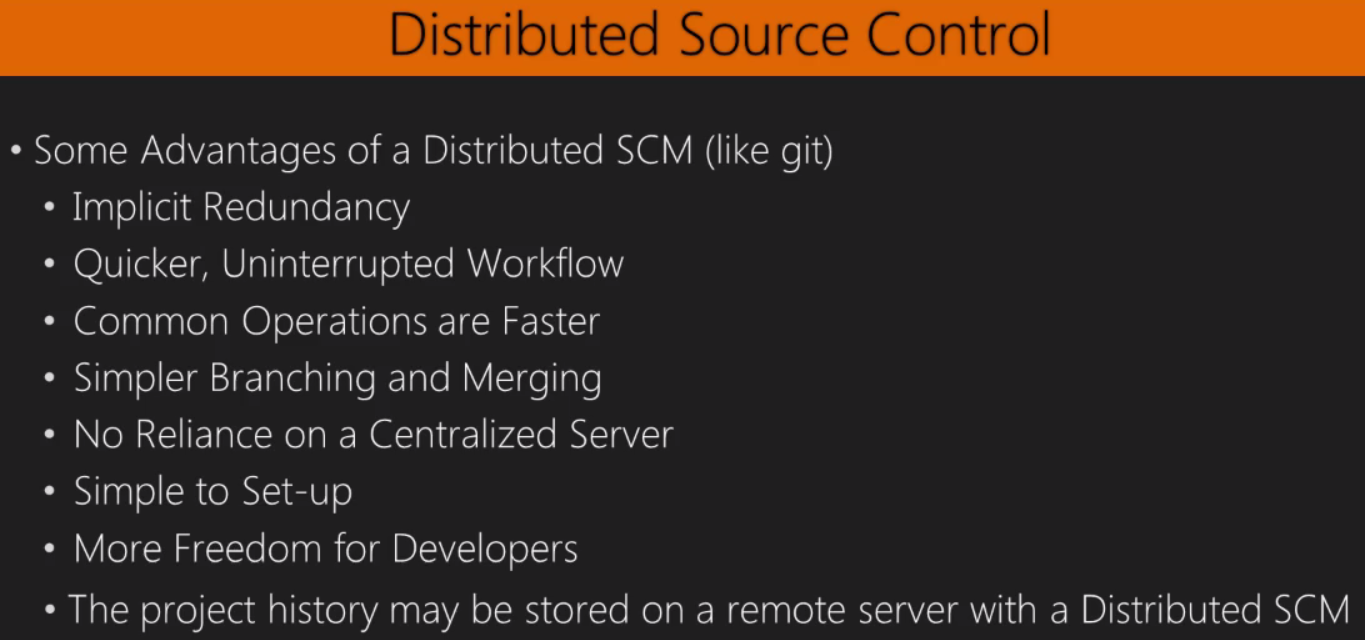 Distributed Source Control
• Some Advantages of a Distributed SCM (like git)
• Implicit Redundancy
• Quicker, Uninterrupted Workflow
• Common Operations are Faster
• Simpler Branching and Merging
• No Reliance on a Centralized Server
• Simple to Set-up
• More Freedom for Developers
• The project history may be stored on a remote server with a Distributed SCM